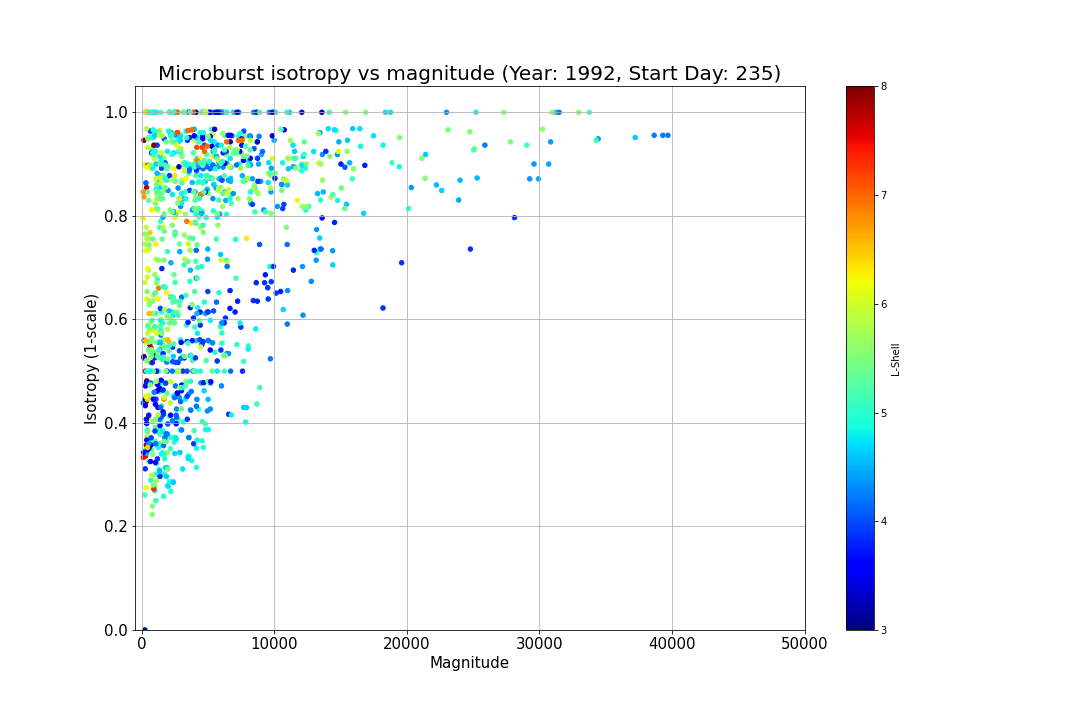 Microburst isotropy vs magnitude (Year: 1992, Start Day: 235)
Isotropy (1-scale)
1.0
0.8
0.6
0.4
0.2
0.0
0 10000 20000 30000 40000 50000
Magnitude
8
7
6
5
4
3
L-Shell